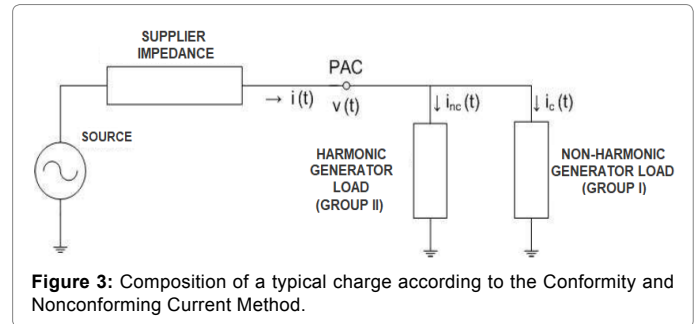 SUPPLIER
IMPEDANCE
PAC
→ i(t)
v(t)
↓ inc(t)
↓ ic(t)
SOURCE
HARMONIC
GENERATOR
LOAD
(GROUP II)
NON-HARMONIC
GENERATOR LOAD
(GROUP I)
Figure 3: Composition of a typical charge according to the Conformity and
Nonconforming Current Method.